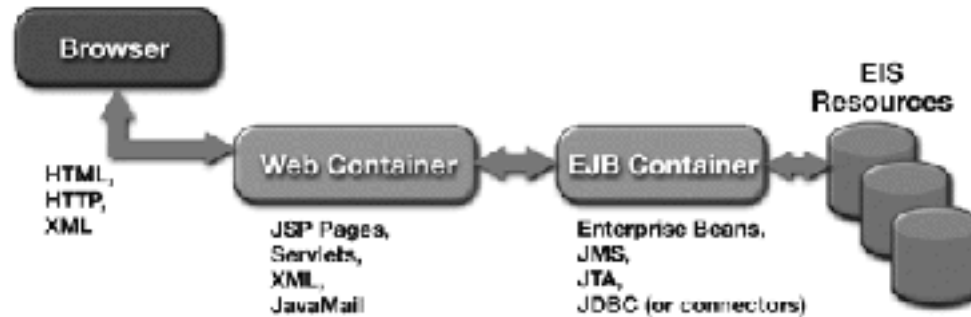 Browser
EIS
Resources
Web Container
EJB Container
HTML,
HTTP,
XML
JSP Pages,
Servlets,
XML,
JavaMail
Enterprise Beans.
JMS,
JTA,
JDBC (or connectors)